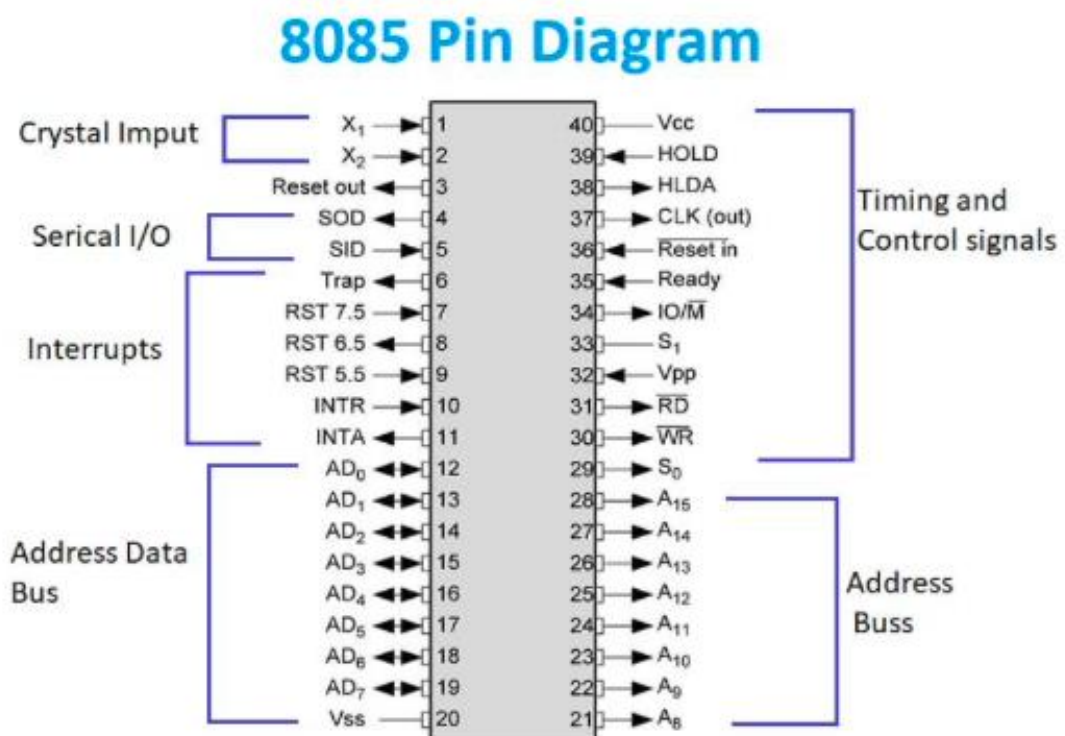 8085 Pin Diagram
Crystal Imput
Serical I/O
Interrupts
Address Data
Bus
X₁ 1
X₂ 2
Reset out 3
SOD 4
SID 5
Trap 6
RST 7.5 7
RST 6.5 8
RST 5.5 9
INTR 10
INTA 11
AD₀ 12
AD₁ 13
AD₂ 14
AD₃ 15
AD₄ 16
AD₅ 17
AD₆ 18
AD₇ 19
Vss 20
40 Vcc
39 HOLD
38 HLDA
37 CLK (out)
36 R̅e̅s̅e̅t̅ i̅n̅
35 Ready
34 IO/M̅
33 S₁
32 Vpp
31 R̅D̅
30 W̅R̅
29 S₀
28 A₁₅
27 A₁₄
26 A₁₃
25 A₁₂
24 A₁₁
23 A₁₀
22 A₉
21 A₈
Timing and
Control signals
Address
Buss